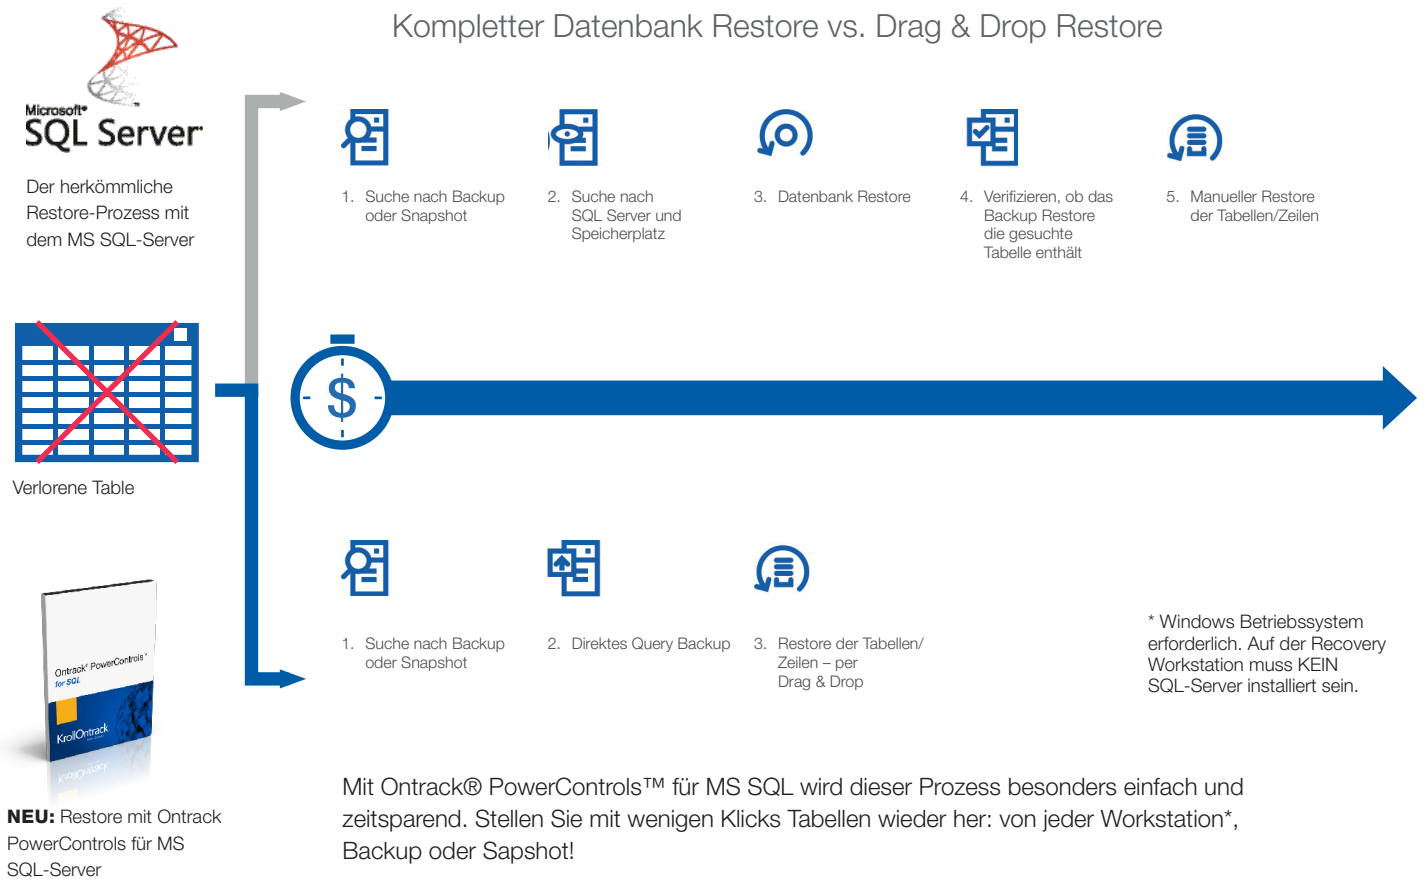 Kompletter Datenbank Restore vs. Drag & Drop Restore
Microsoft®
SQL Server
Der herkömmliche
Restore-Prozess mit
dem MS SQL-Server
1. Suche nach Backup
oder Snapshot
2. Suche nach
SQL Server und
Speicherplatz
3. Datenbank Restore
4. Verifizieren, ob das
Backup Restore
die gesuchte
Tabelle enthält
5. Manueller Restore
der Tabellen/Zeilen
$
Verlorene Table
1. Suche nach Backup
oder Snapshot
2. Direktes Query Backup
3. Restore der Tabellen/
Zeilen – per
Drag & Drop
* Windows Betriebssystem
erforderlich. Auf der Recovery
Workstation muss KEIN
SQL-Server installiert sein.
Ontrack® PowerControls™
for SQL
KrollOntrack
NEU: Restore mit Ontrack
PowerControls für MS
SQL-Server
Mit Ontrack® PowerControls™ für MS SQL wird dieser Prozess besonders einfach und
zeitsparend. Stellen Sie mit wenigen Klicks Tabellen wieder her: von jeder Workstation*,
Backup oder Sapshot!